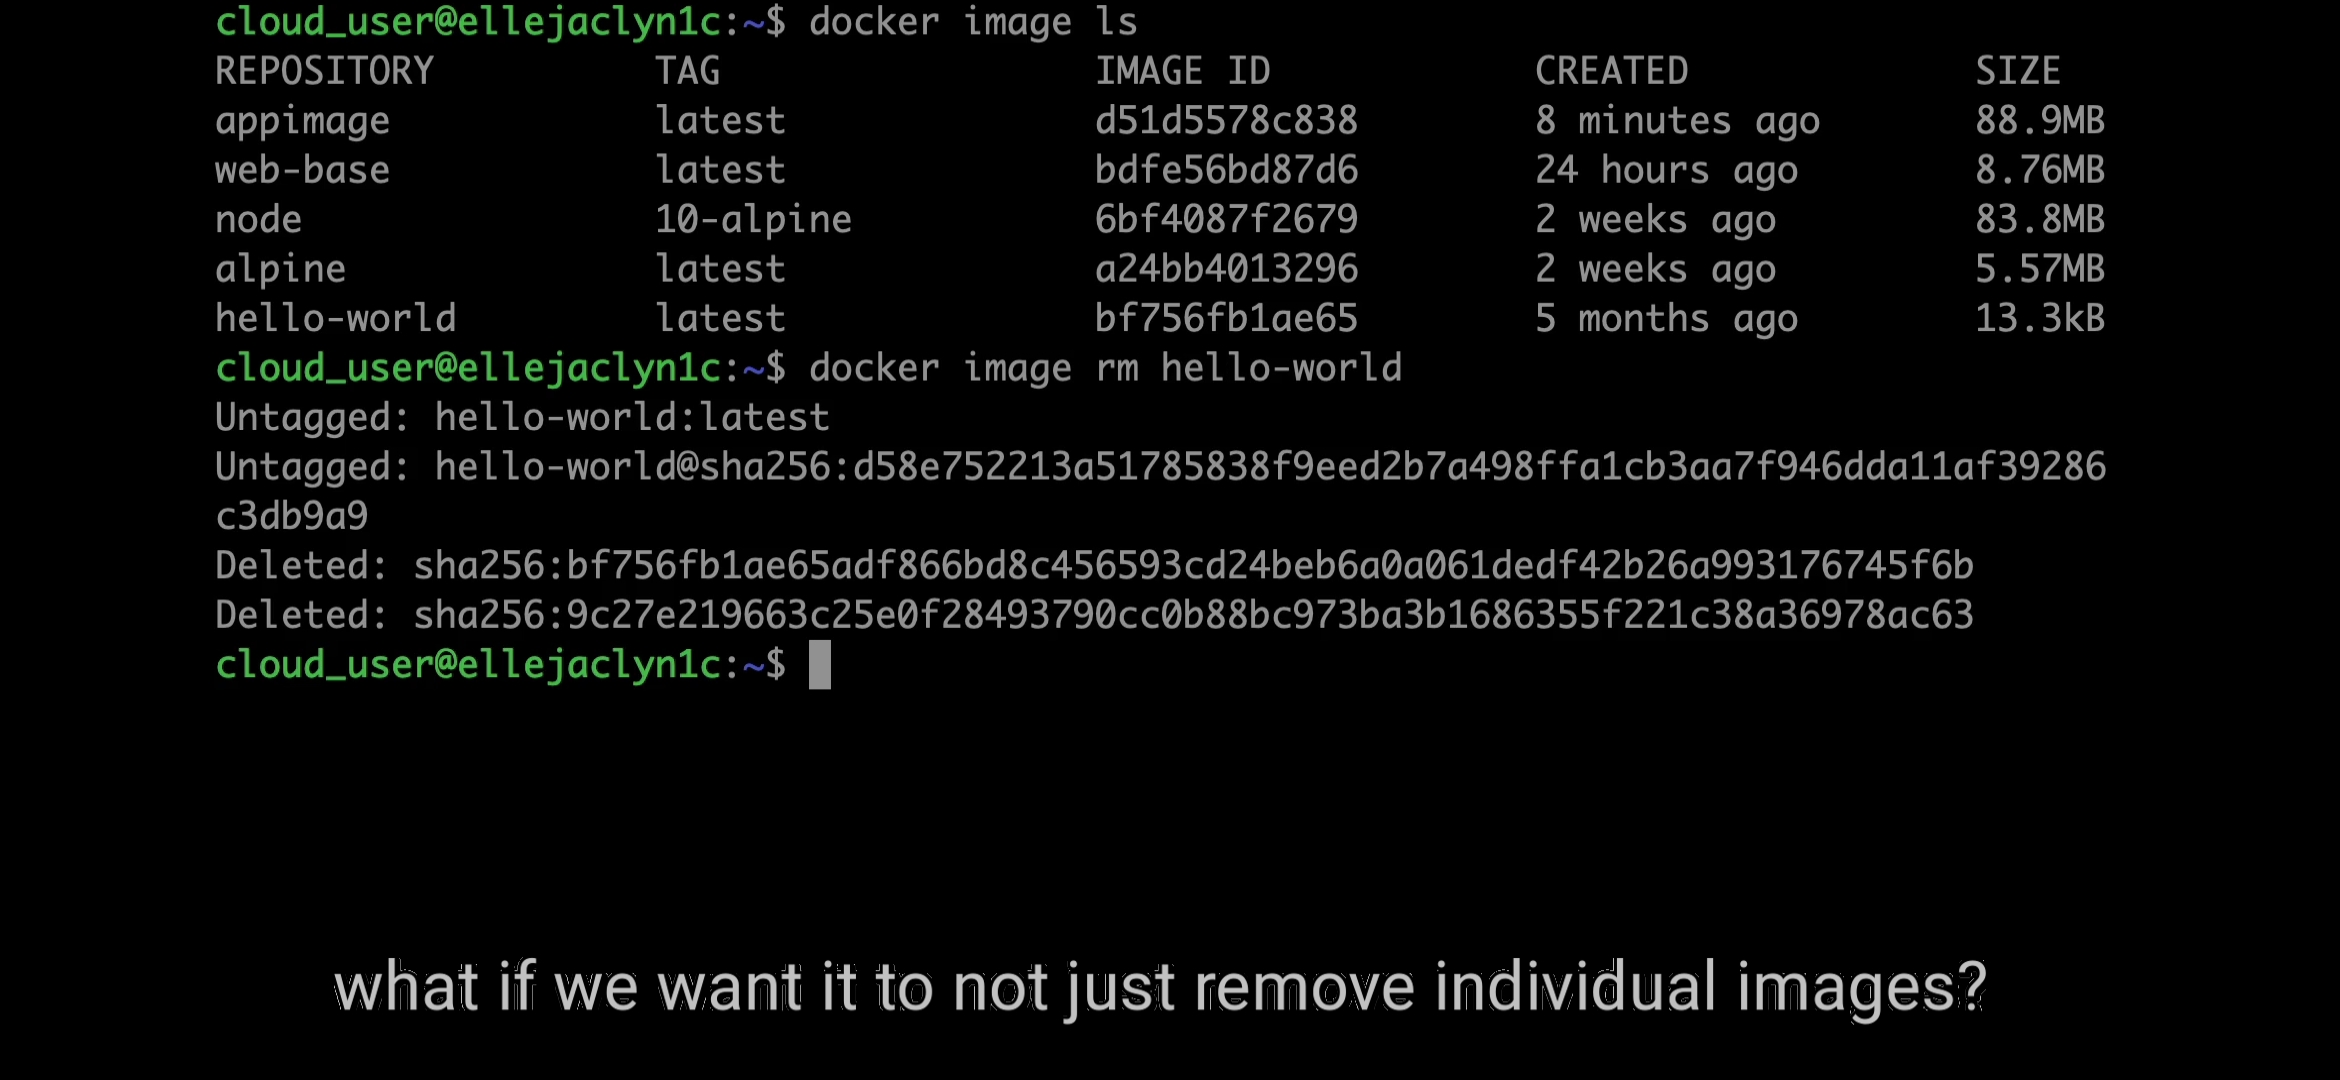 cloud_user@ellejaclyn1c:~$ docker image ls
REPOSITORY TAG IMAGE ID CREATED SIZE
appimage latest d51d5578c838 8 minutes ago 88.9MB
web-base latest bdfe56bd87d6 24 hours ago 8.76MB
node 10-alpine 6bf4087f2679 2 weeks ago 83.8MB
alpine latest a24bb4013296 2 weeks ago 5.57MB
hello-world latest bf756fb1ae65 5 months ago 13.3kB
cloud_user@ellejaclyn1c:~$ docker image rm hello-world
Untagged: hello-world:latest
Untagged: hello-world@sha256:d58e752213a51785838f9eed2b7a498ffa1cb3aa7f946dda11af39286
c3db9a9
Deleted: sha256:bf756fb1ae65adf866bd8c456593cd24beb6a0a061dedf42b26a993176745f6b
Deleted: sha256:9c27e219663c25e0f28493790cc0b88bc973ba3b1686355f221c38a36978ac63
cloud_user@ellejaclyn1c:~$
what if we want it to not just remove individual images?